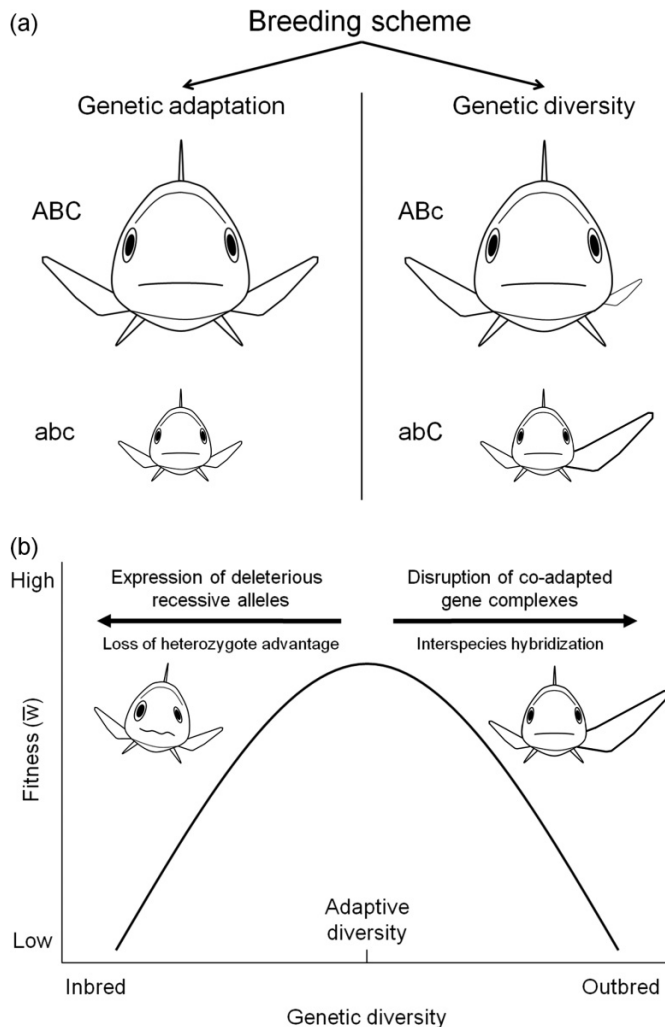 (a)
Breeding scheme
Genetic adaptation
Genetic diversity
ABC
ABc
abc
abC
(b)
High
Expression of deleterious
recessive alleles
Disruption of co-adapted
gene complexes
Loss of heterozygote advantage
Interspecies hybridization
Fitness (w̅)
Adaptive
diversity
Low
Inbred
Outbred
Genetic diversity